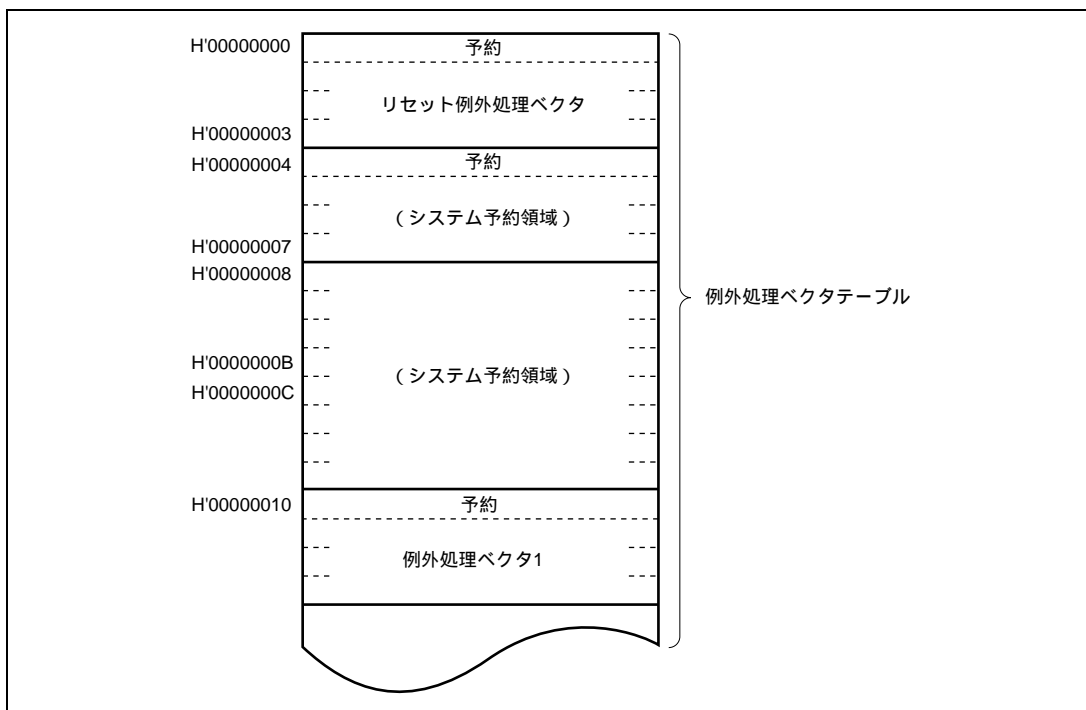 H'00000000
予約
リセット例外処理ベクタ
H'00000003
H'00000004
予約
(システム予約領域)
H'00000007
H'00000008
例外処理ベクタテーブル
H'0000000B
(システム予約領域)
H'0000000C
H'00000010
予約
例外処理ベクタ1